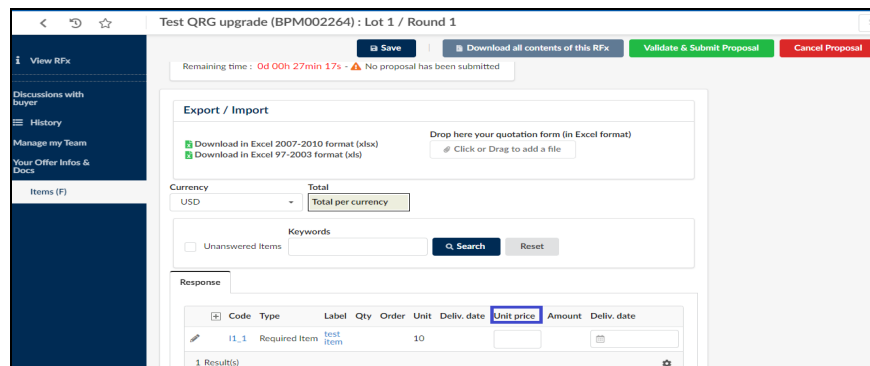 Test QRG upgrade (BPM002264) : Lot 1 / Round 1
Save
Download all contents of this RFx
Validate & Submit Proposal
Cancel Proposal
View RFx
Remaining time : 0d 00h 27min 17s - No proposal has been submitted
Discussions with
buyer
History
Manage my Team
Your Offer Infos &
Docs
Items (F)
Export / Import
Download in Excel 2007-2010 format (xlsx)
Download in Excel 97-2003 format (xls)
Drop here your quotation form (in Excel format)
Click or Drag to add a file
Currency Total
USD Total per currency
Keywords
Unanswered Items Search Reset
Response
Code Type Label Qty Order Unit Deliv. date Unit price Amount Deliv. date
I1_1 Required Item test
item 10
1 Result(s)